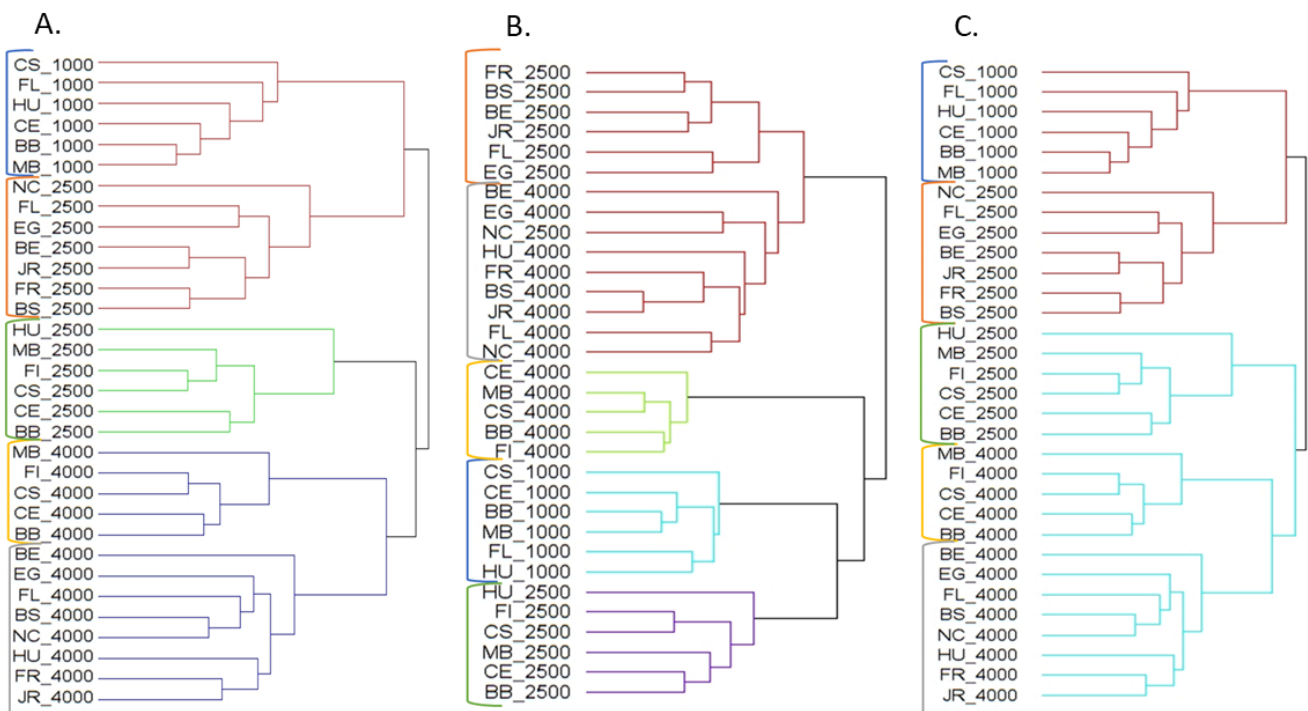 A.
CS_1000
FL_1000
HU_1000
CE_1000
BB_1000
MB_1000
NC_2500
FL_2500
EG_2500
BE_2500
JR_2500
FR_2500
BS_2500
HU_2500
MB_2500
FI_2500
CS_2500
CE_2500
BB_2500
MB_4000
FI_4000
CS_4000
CE_4000
BB_4000
BE_4000
EG_4000
FL_4000
BS_4000
NC_4000
HU_4000
FR_4000
JR_4000
B.
FR_2500
BS_2500
BE_2500
JR_2500
FL_2500
EG_2500
BE_4000
EG_4000
NC_2500
HU_4000
FR_4000
BS_4000
JR_4000
FL_4000
NC_4000
CE_4000
MB_4000
CS_4000
BB_4000
FI_4000
CS_1000
CE_1000
BB_1000
MB_1000
FL_1000
HU_1000
HU_2500
FI_2500
CS_2500
MB_2500
CE_2500
BB_2500
C.
CS_1000
FL_1000
HU_1000
CE_1000
BB_1000
MB_1000
NC_2500
FL_2500
EG_2500
BE_2500
JR_2500
FR_2500
BS_2500
HU_2500
MB_2500
FI_2500
CS_2500
CE_2500
BB_2500
MB_4000
FI_4000
CS_4000
CE_4000
BB_4000
BE_4000
EG_4000
FL_4000
BS_4000
NC_4000
HU_4000
FR_4000
JR_4000